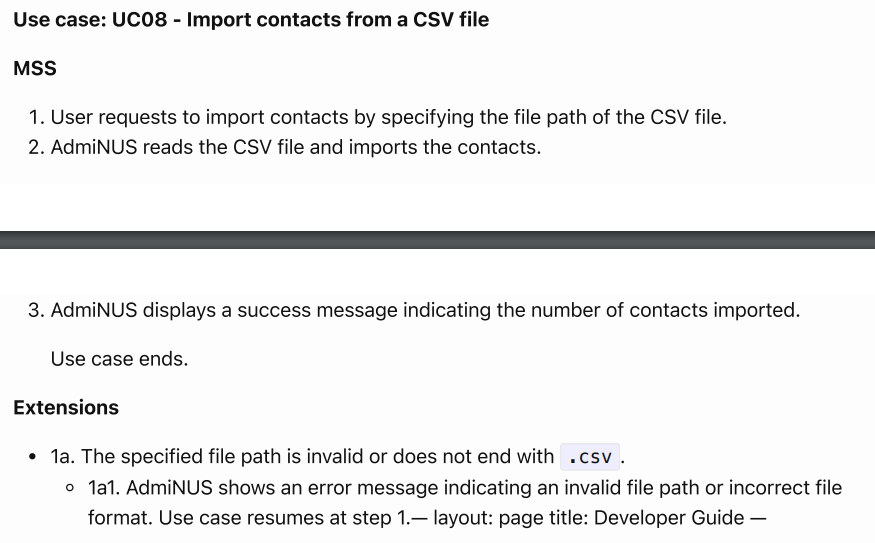 Use case: UC08 - Import contacts from a CSV file
MSS
1. User requests to import contacts by specifying the file path of the CSV file.
2. AdmiNUS reads the CSV file and imports the contacts.
3. AdmiNUS displays a success message indicating the number of contacts imported.
Use case ends.
Extensions
• 1a. The specified file path is invalid or does not end with .csv.
◦ 1a1. AdmiNUS shows an error message indicating an invalid file path or incorrect file
format. Use case resumes at step 1.— layout: page title: Developer Guide —